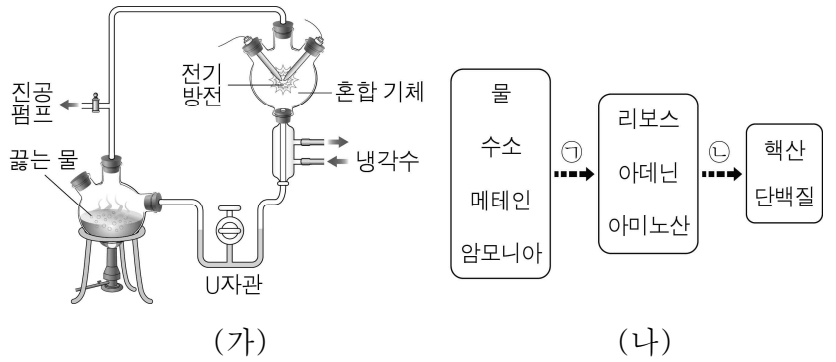 진공
펌프
끓는 물
전기
방전
혼합 기체
냉각수
U자관
(가)
물
수소
메테인
암모니아
㉠
리보스
아데닌
아미노산
㉡
핵산
단백질
(나)